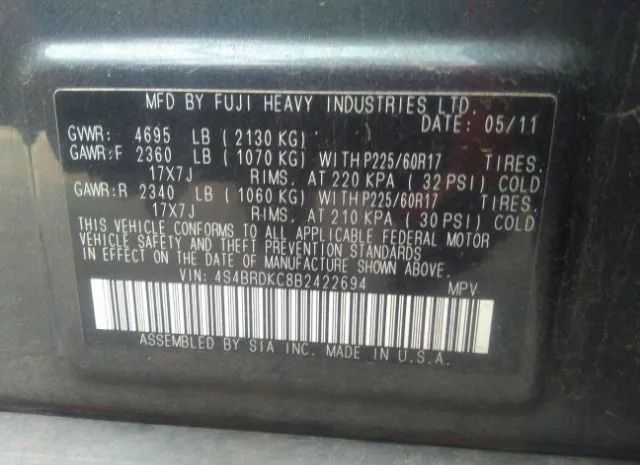 MFD BY FUJI HEAVY INDUSTRIES LTD.
DATE: 05/11
GVWR: 4695 LB (2130 KG)
GAWR:F 2360 LB (1070 KG) WITH P225/60R17 TIRES.
17X7J RIMS. AT 220 KPA (32 PSI) COLD
GAWR:R 2340 LB (1060 KG) WITH P225/60R17 TIRES.
17X7J RIMS. AT 210 KPA (30 PSI) COLD
THIS VEHICLE CONFORMS TO ALL APPLICABLE FEDERAL MOTOR
VEHICLE SAFETY AND THEFT PREVENTION STANDARDS
IN EFFECT ON THE DATE OF MANUFACTURE SHOWN ABOVE.
VIN: 4S4BRDKC8B2422694 MPV
ASSEMBLED BY SIA INC. MADE IN U.S.A.